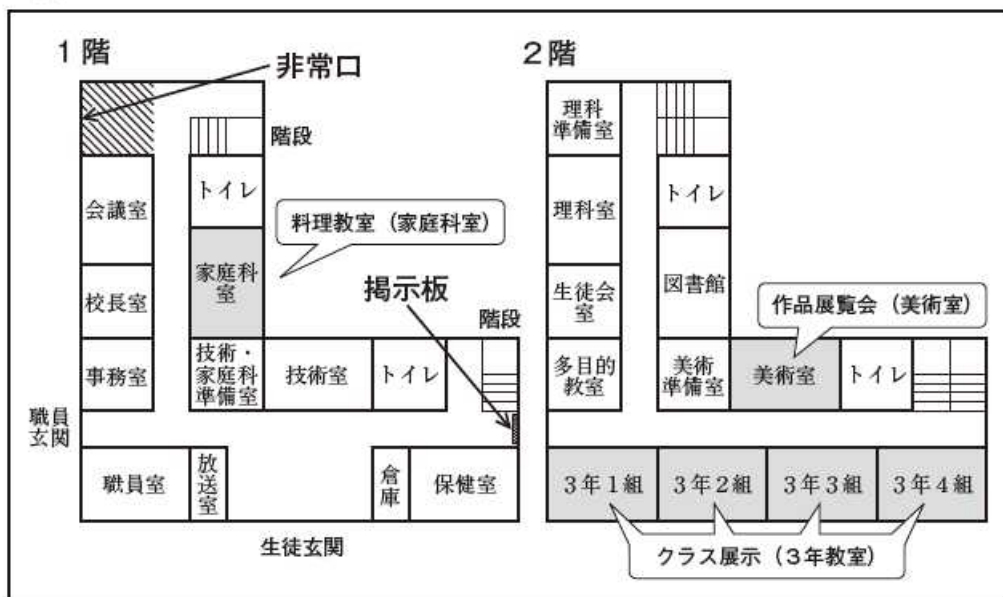 1階
非常口
階段
会議室
トイレ
料理教室（家庭科室）
家庭科
室
掲示板
校長室
階段
事務室
技術・
家庭科
準備室
技術室
トイレ
職員
玄関
職員室
放送室
倉庫
保健室
生徒玄関
2階
理科
準備室
理科室
トイレ
生徒会
室
図書館
作品展覧会（美術室）
多目的
教室
美術
準備室
美術室
トイレ
3年1組
3年2組
3年3組
3年4組
クラス展示（3年教室）